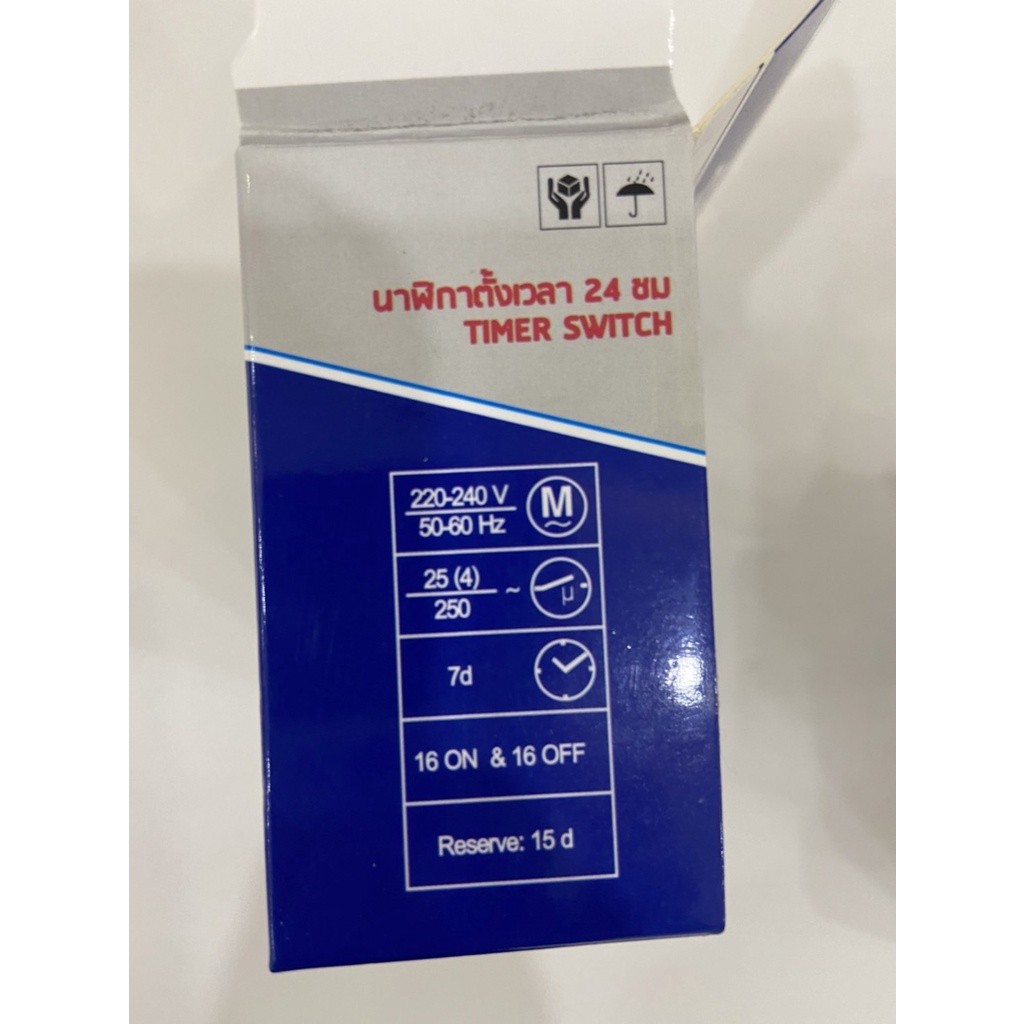 นาฬิกาตั้งเวลา 24 ชม
TIMER SWITCH
220-240 V
50-60 Hz
M
25 (4)
250
~
µ
7d
16 ON & 16 OFF
Reserve: 15 d